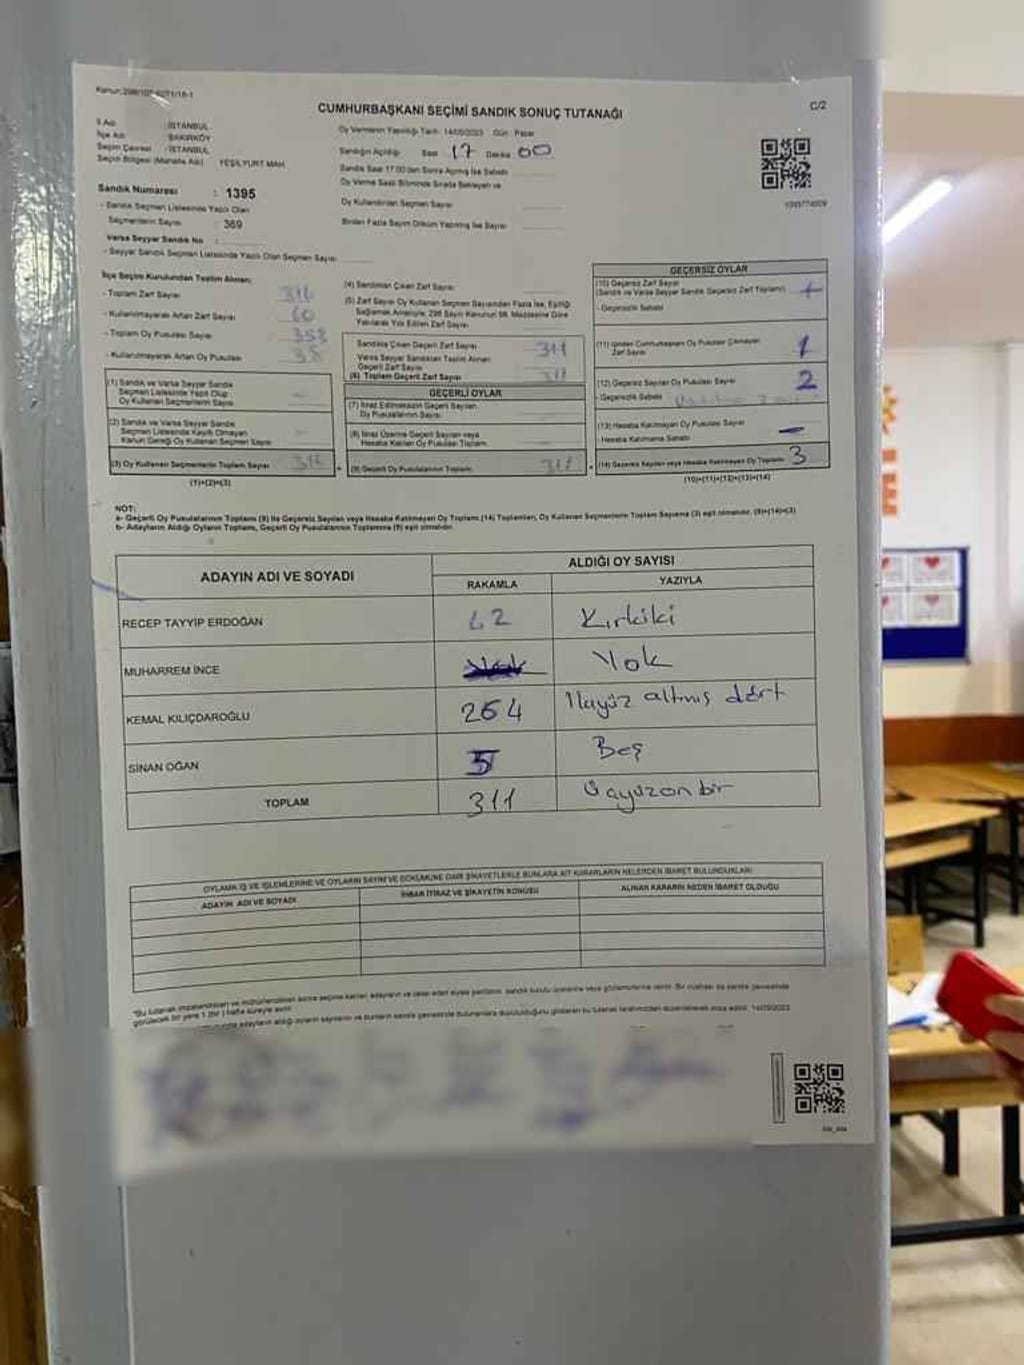 CUMHURBAŞKANI SEÇİMİ SANDIK SONUÇ TUTANAĞI
C/2
İl Adı : İSTANBUL
İlçe Adı : BAKIRKÖY
Seçim Çevresi : İSTANBUL
Seçim Bölgesi (Mahalle Adı) : YEŞİLYURT MAH.
Sandık Numarası : 1395
- Sandık Seçmen Listesinde Yazılı Olan
Seçmenlerin Sayısı : 369
Varsa Seyyar Sandık No :
- Seyyar Sandık Seçmen Listesinde Yazılı Olan Seçmen Sayısı
Oy Vermenin Yapıldığı Tarih : 14/05/2023 Gün : Pazar
Sandığın Açıldığı Saat : 17 Dakika : 00
Sandık Saat 17:00'den Sonra Açılmış İse Sebebi
Oy Verme Saati Bitiminde Sırada Bekleyen ve
Oy Kullandırılan Seçmen Sayısı
Birden Fazla Sayım Döküm Yapılmış İse Sayısı
İlçe Seçim Kurulundan Teslim Alınan;
- Toplam Zarf Sayısı
- Kullanılmayarak Artan Zarf Sayısı
- Toplam Oy Pusulası Sayısı 353
- Kullanılmayarak Artan Oy Pusulası
(1) Sandık ve Varsa Seyyar Sandık
Seçmen Listesinde Yazılı Olup
Oy Kullanan Seçmenlerin Sayısı
(2) Sandık ve Varsa Seyyar Sandık
Seçmen Listesinde Kayıtlı Olmayan
Kanun Gereği Oy Kullanan Seçmen Sayısı
(3) Oy Kullanan Seçmenlerin Toplam Sayısı
(1)+(2)=(3)
(4) Sandıktan Çıkan Zarf Sayısı
(5) Zarf Sayısı Oy Kullanan Seçmen Sayısından Fazla İse, Eşitliği
Sağlamak Amacıyla, 298 Sayılı Kanunun 98. Maddesine Göre
Yakılarak Yok Edilen Zarf Sayısı
Sandıkta Çıkan Geçerli Zarf Sayısı 311
Varsa Seyyar Sandıktan Teslim Alınan
Geçerli Zarf Sayısı
(6) Toplam Geçerli Zarf Sayısı 311
GEÇERLİ OYLAR
(7) İtiraz Edilmeksizin Geçerli Sayılan
Oy Pusulalarının Sayısı
(8) İtiraz Üzerine Geçerli Sayılan veya
Hesaba Katılan Oy Pusulası Toplamı
(9) Geçerli Oy Pusulalarının Toplamı 311
GEÇERSİZ OYLAR
(10) Geçersiz Zarf Sayısı
(Sandık ve Varsa Seyyar Sandık Geçersiz Zarf Toplamı)
- Geçersizlik Sebebi
(11) İçinden Cumhurbaşkanı Oy Pusulası Çıkmayan
Zarf Sayısı 1
(12) Geçersiz Sayılan Oy Pusulası Sayısı 2
- Geçersizlik Sebebi
(13) Hesaba Katılmayan Oy Pusulası Sayısı
- Hesaba Katılmama Sebebi
(14) Geçersiz Sayılan veya Hesaba Katılmayan Oy Toplamı 3
(10)+(11)+(12)+(13)=(14)
NOT:
a- Geçerli Oy Pusulalarının Toplamı (9) ile Geçersiz Sayılan veya Hesaba Katılmayan Oy Toplamı (14) Toplamları, Oy Kullanan Seçmenlerin Toplam Sayısına (3) eşit olmalıdır. (9)+(14)=(3)
b- Adayların Aldığı Oyların Toplamı, Geçerli Oy Pusulalarının Toplamına (9) eşit olmalıdır.
ADAYIN ADI VE SOYADI ALDIĞI OY SAYISI
RAKAMLA YAZIYLA
RECEP TAYYİP ERDOĞAN 42 Kırkiki
MUHARREM İNCE Yok
KEMAL KILIÇDAROĞLU 264 İkiyüz altmış dört
SİNAN OĞAN 5 Beş
TOPLAM 311 Üçyüzonbir
OYLAMA İŞ VE İŞLEMLERİNE VE OYLARIN SAYIM VE DÖKÜMÜNE DAİR ŞİKAYETLERLE BUNLARA AİT KARARLARIN NELERDEN İBARET BULUNDUKLARI
ADAYIN ADI VE SOYADI İHBAR İTİRAZ VE ŞİKAYETİN KONUSU ALINAN KARARIN NEDEN İBARET OLDUĞU